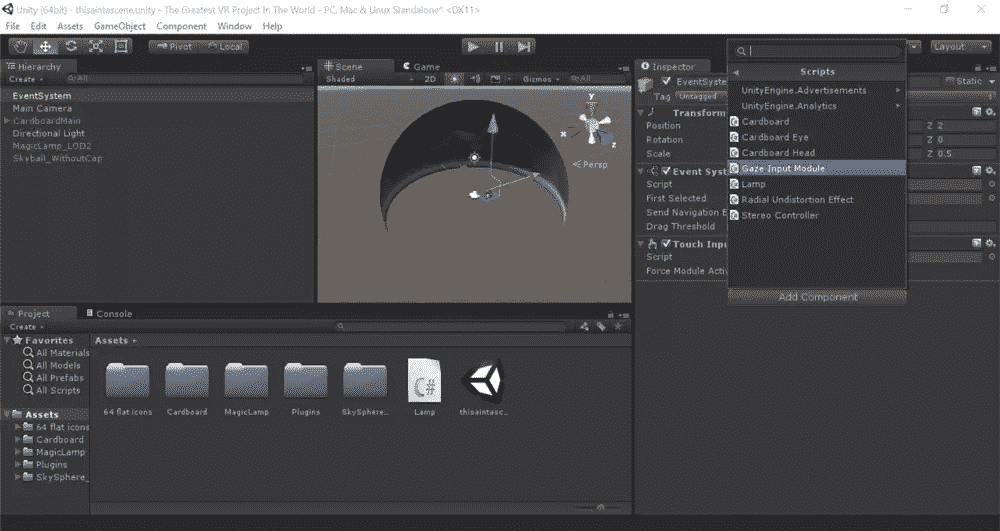 Unity (64bit) - thisaintascene.unity - The Greatest VR Project In The World - PC, Mac & Linux Standalone* <DX11>
File Edit Assets GameObject Component Window Help
Pivot Local
Layout
Hierarchy
Create All
EventSystem
Main Camera
CardboardMain
Directional Light
MagicLamp_LOD2
Skyball_WithoutCap
Scene Game
Shaded 2D Gizmos All
y
x
z
Persp
Inspector
EventSyste Static
Tag Untagged
Transform
Position Z 2
Rotation Z 0
Scale Z 0.5
Event Syst
Script
First Selected
Send Navigation E
Drag Threshold
Touch Inpu
Script
Force Module Activ
Scripts
UnityEngine.Advertisements
UnityEngine.Analytics
Cardboard
Cardboard Eye
Cardboard Head
Gaze Input Module
Lamp
Radial Undistortion Effect
Stereo Controller
Add Component
Project Console
Create
Favorites
All Materials
All Models
All Prefabs
All Scripts
Assets
64 flat icons
Cardboard
MagicLamp
Plugins
SkySphere_
Assets
64 flat icons Cardboard MagicLamp Plugins SkySphere... Lamp thisaintasc...
C#